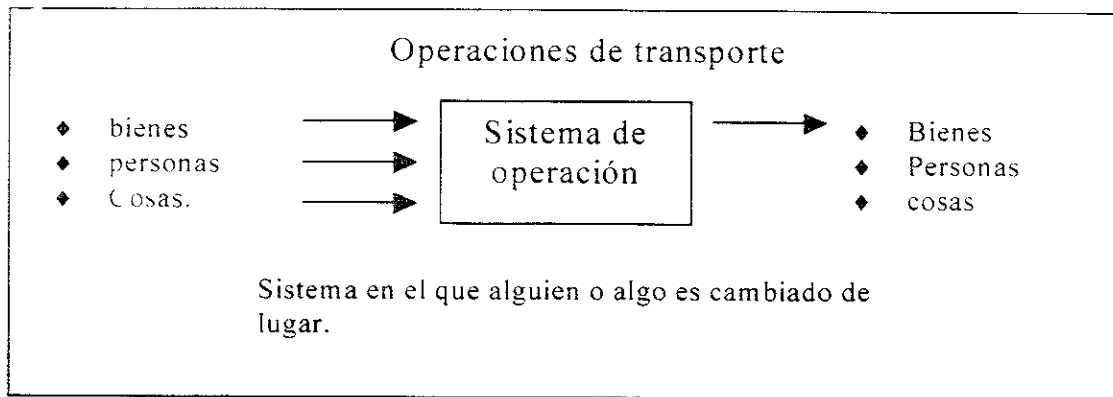 Operaciones de transporte
◆ bienes
◆ personas
◆ Cosas.
Sistema de
operación
◆ Bienes
◆ Personas
◆ cosas
Sistema en el que alguien o algo es cambiado de
lugar.